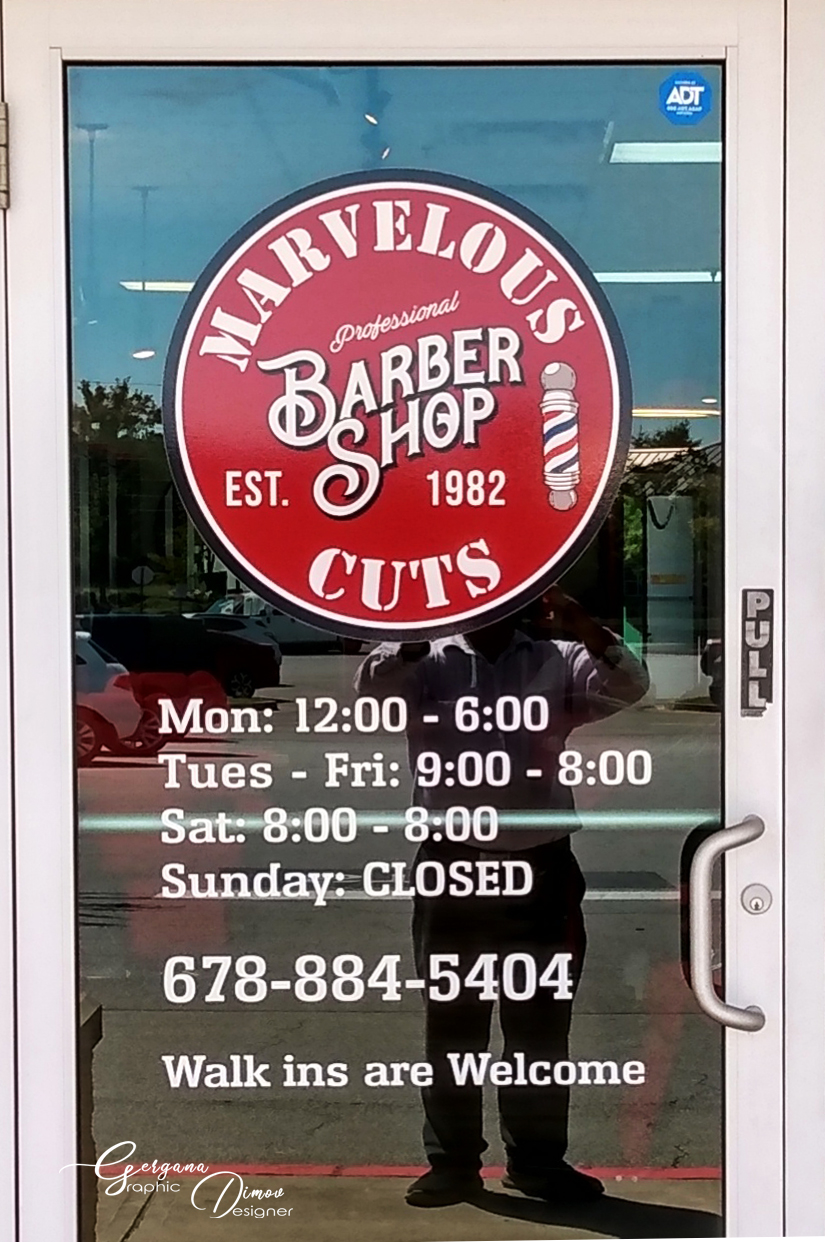 ADT
MARVELOUS
Professional
BARBER
SHOP
EST. 1982
CUTS
PULL
Mon: 12:00 - 6:00
Tues - Fri: 9:00 - 8:00
Sat: 8:00 - 8:00
Sunday: CLOSED
678-884-5404
Walk ins are Welcome
Gergana
Graphic
Dimov
Designer